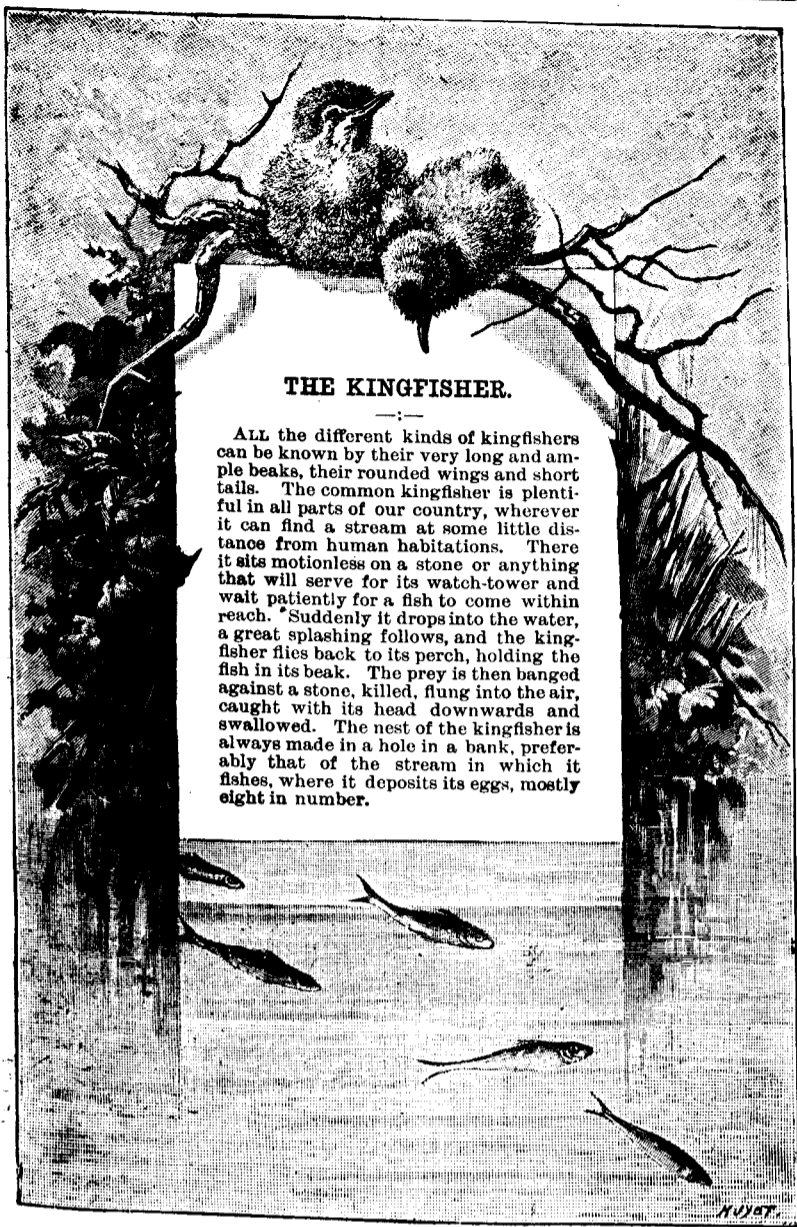 THE KINGFISHER.
—:—
ALL the different kinds of kingfishers
can be known by their very long and am-
ple beaks, their rounded wings and short
tails. The common kingfisher is plenti-
ful in all parts of our country, wherever
it can find a stream at some little dis-
tance from human habitations. There
it sits motionless on a stone or anything
that will serve for its watch-tower and
wait patiently for a fish to come within
reach. Suddenly it drops into the water,
a great splashing follows, and the king-
fisher flies back to its perch, holding the
fish in its beak. The prey is then banged
against a stone, killed, flung into the air,
caught with its head downwards and
swallowed. The nest of the kingfisher is
always made in a hole in a bank, prefer-
ably that of the stream in which it
fishes, where it deposits its eggs, mostly
eight in number.